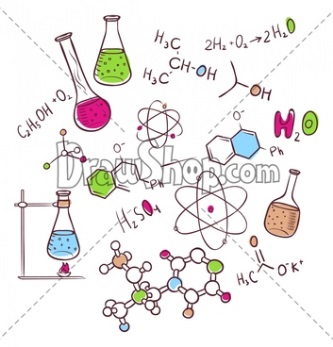 2H₂+O₂→2H₂O
H₃C
CH-OH
H₃C
OH
C₂H₅OH + O₂
H₂O
O⁻
Ph
O⁻
Ph
DrawShop.com
H₂SO₄
H₃C
O
O⁻K⁺